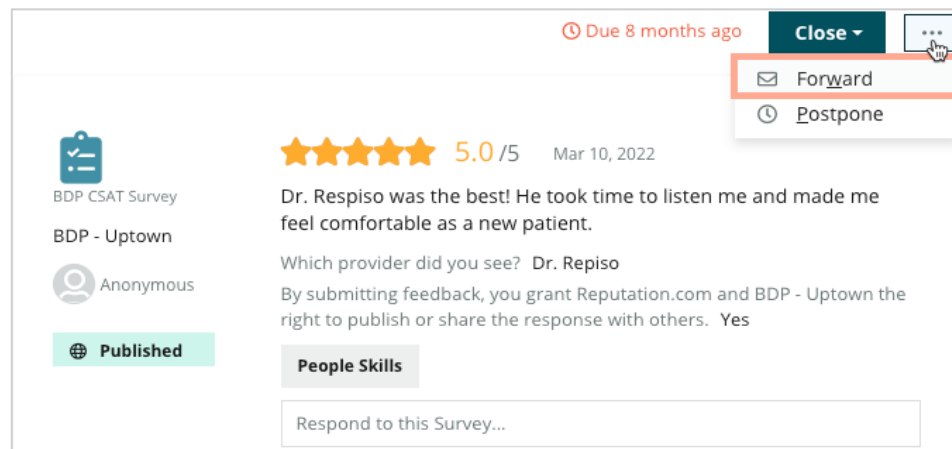 Due 8 months ago
Close
...
Forward
Postpone
5.0 /5 Mar 10, 2022
BDP CSAT Survey
BDP - Uptown
Anonymous
Published
Dr. Respiso was the best! He took time to listen me and made me
feel comfortable as a new patient.
Which provider did you see? Dr. Repiso
By submitting feedback, you grant Reputation.com and BDP - Uptown the
right to publish or share the response with others. Yes
People Skills
Respond to this Survey...